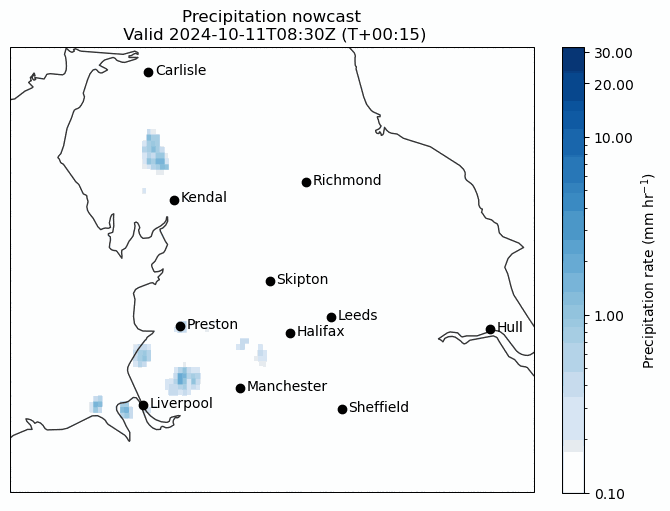 Precipitation nowcast
Valid 2024-10-11T08:30Z (T+00:15)
Carlisle
Richmond
Kendal
Skipton
Leeds
Preston
Halifax
Hull
Manchester
Liverpool
Sheffield
30.00
20.00
10.00
1.00
0.10
Precipitation rate (mm hr⁻¹)